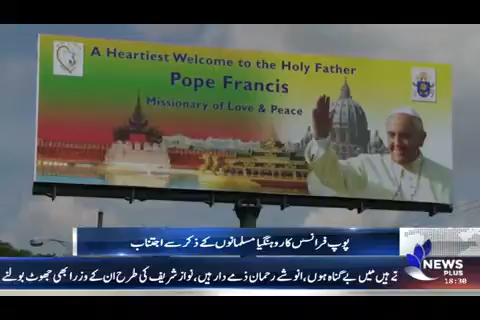 A Heartiest Welcome to the Holy Father
Pope Francis
Missionary of Love & Peace
پوپ فرانسس کا روہنگیا مسلمانوں کے ذکر سے اجتناب
NEWS
PLUS
18:30
تے ہیں میں بے گناہ ہوں، انوشے رحمان ذمے دار ہیں، نواز شریف کی طرح ان کے وزرا بھی جھوٹ بولنے